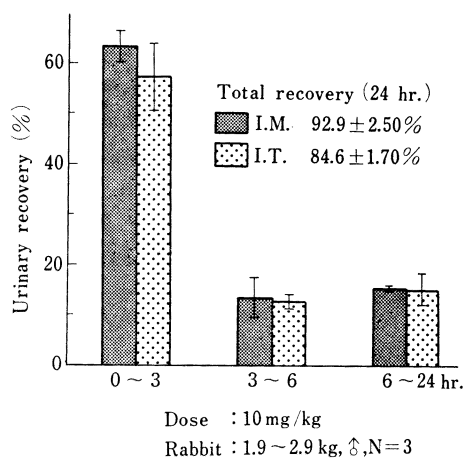 Urinary recovery (%)
60
40
20
0
Total recovery (24 hr.)
I.M. 92.9±2.50%
I.T. 84.6±1.70%
0~3 3~6 6~24 hr.
Dose : 10 mg/kg
Rabbit : 1.9~2.9 kg, ♂, N=3